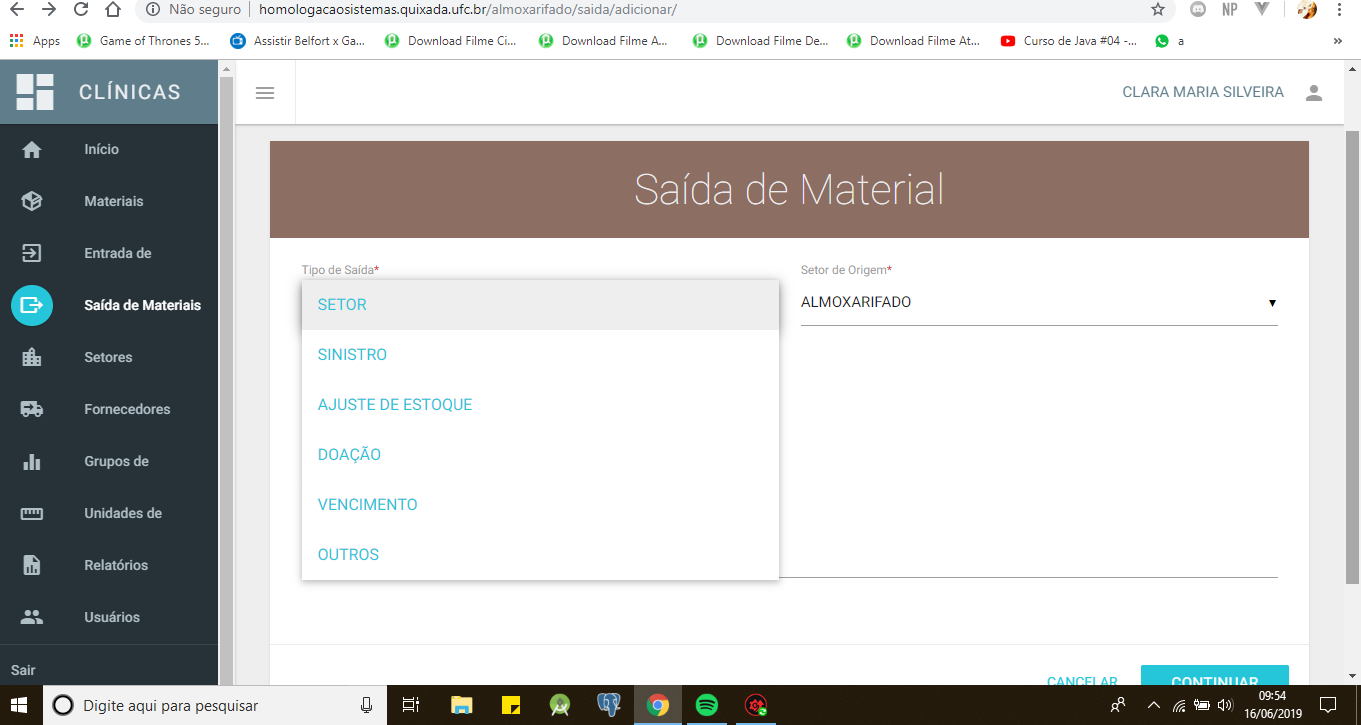 Não seguro | homologacaosistemas.quixada.ufc.br/almoxarifado/saida/adicionar/
NP
Apps Game of Thrones 5... Assistir Belfort x Ga... Download Filme Ci... Download Filme A... Download Filme De... Download Filme At... Curso de Java #04 -... a »
CLÍNICAS
CLARA MARIA SILVEIRA
Início
Materiais
Entrada de
Saída de Materiais
Setores
Fornecedores
Grupos de
Unidades de
Relatórios
Usuários
Sair
Saída de Material
Tipo de Saída*
SETOR
SINISTRO
AJUSTE DE ESTOQUE
DOAÇÃO
VENCIMENTO
OUTROS
Setor de Origem*
ALMOXARIFADO
CANCELAR CONTINUAR
Digite aqui para pesquisar
09:54
16/06/2019